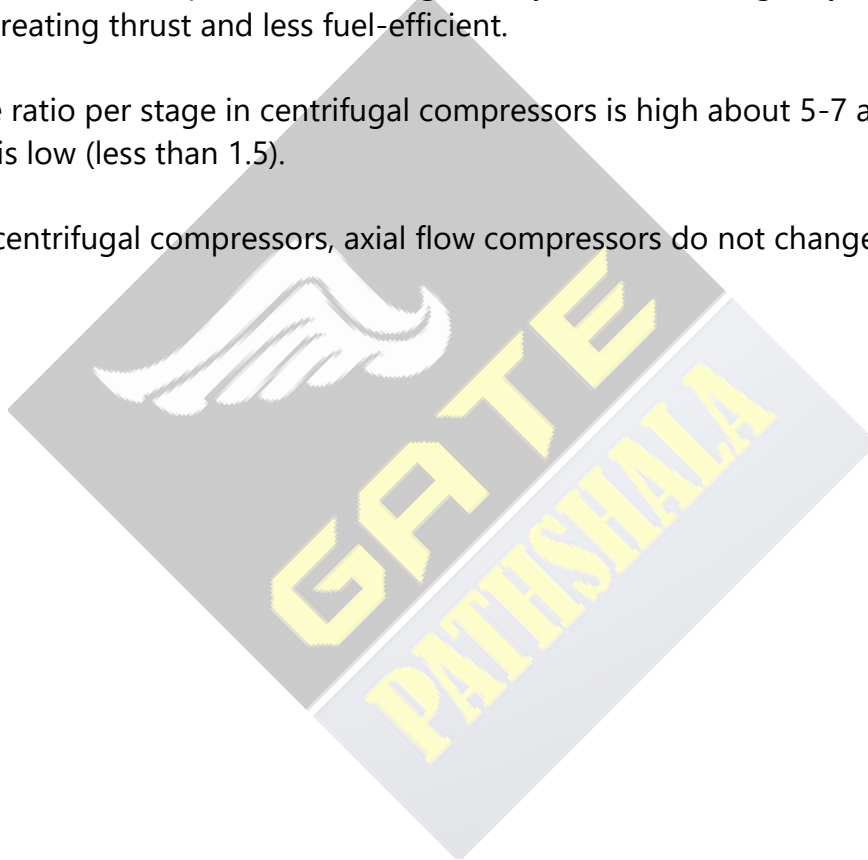 reating thrust and less fuel-efficient.
ratio per stage in centrifugal compressors is high about 5-7 a
is low (less than 1.5).
centrifugal compressors, axial flow compressors do not change
GATE
PATHSHALA